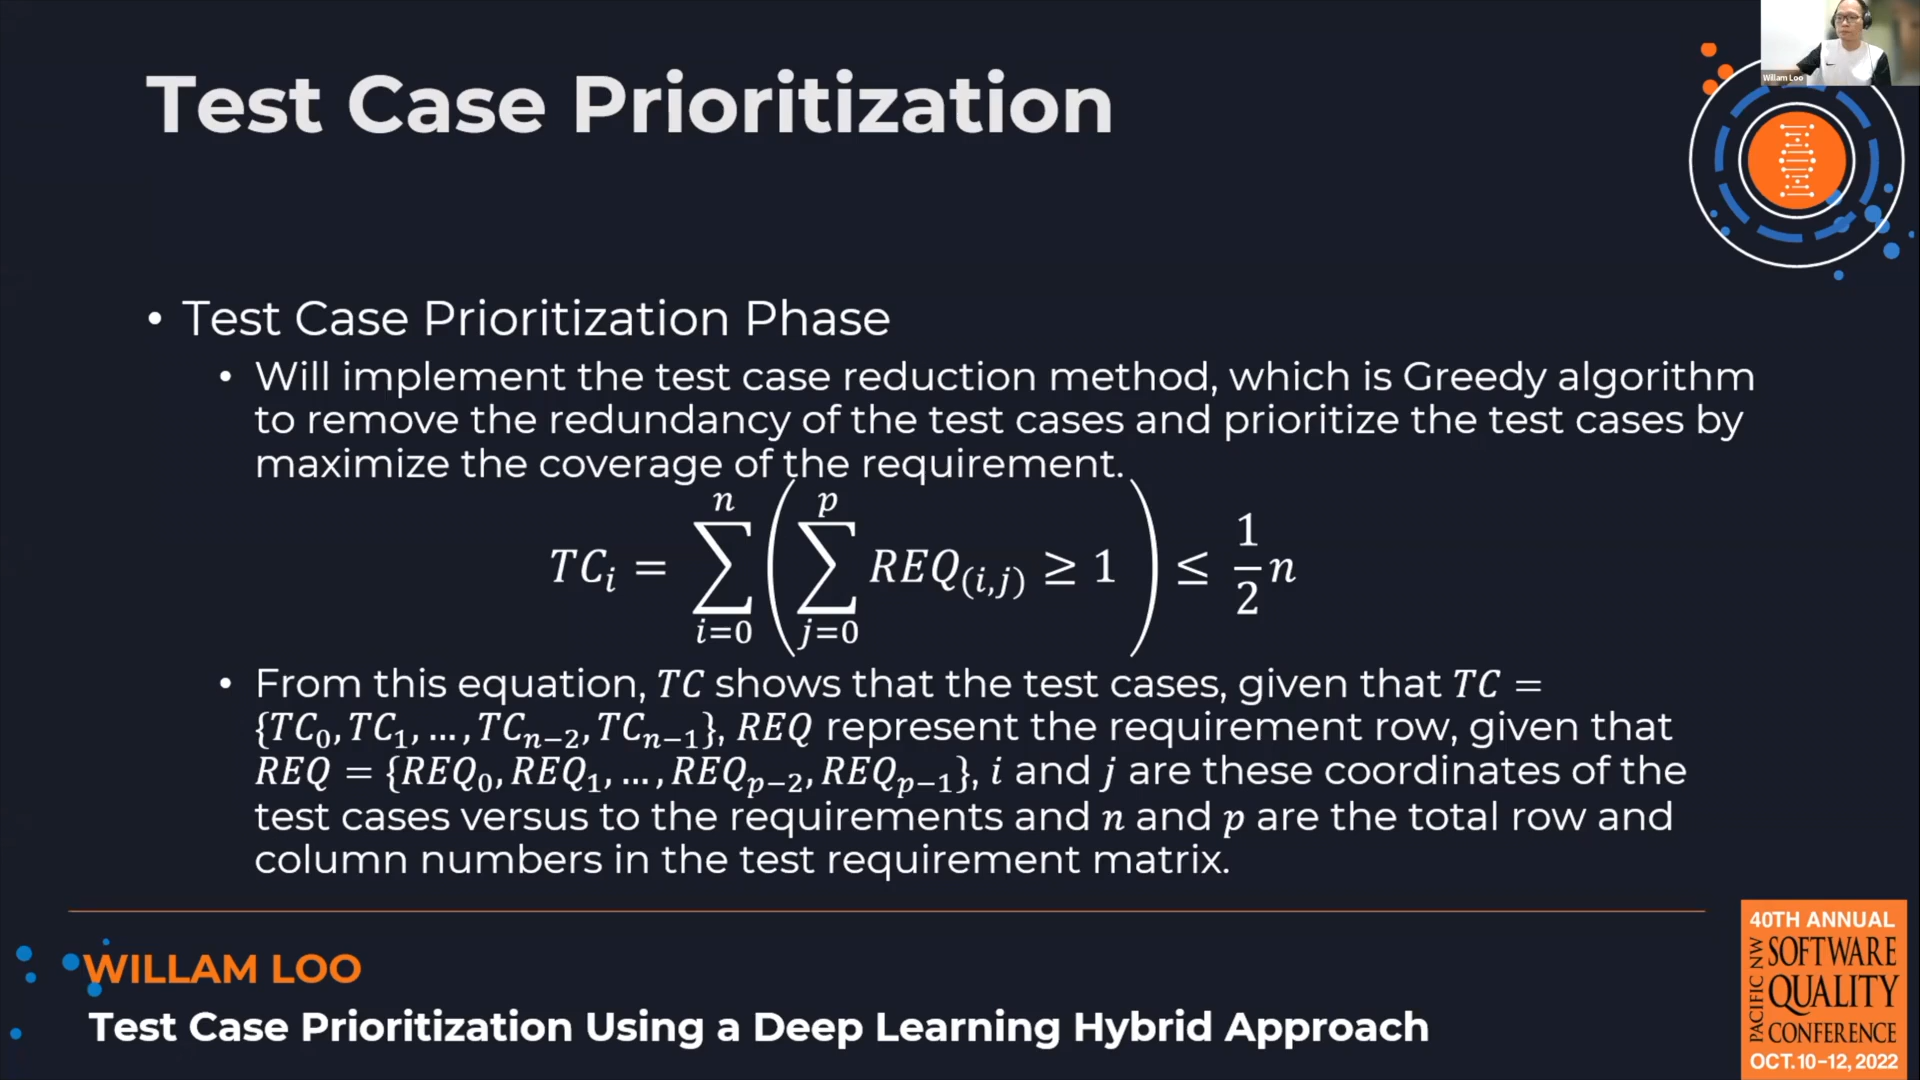 Willam Loo
Test Case Prioritization
• Test Case Prioritization Phase
• Will implement the test case reduction method, which is Greedy algorithm
to remove the redundancy of the test cases and prioritize the test cases by
maximize the coverage of the requirement.
$TC_i = \sum_{i=0}^{n} \left( \sum_{j=0}^{p} REQ_{(i,j)} \geq 1 \right) \leq \frac{1}{2} n$
• From this equation, $TC$ shows that the test cases, given that $TC =$
$\{TC_0, TC_1, \ldots, TC_{n-2}, TC_{n-1}\}$, $REQ$ represent the requirement row, given that
$REQ = \{REQ_0, REQ_1, \ldots, REQ_{p-2}, REQ_{p-1}\}$, $i$ and $j$ are these coordinates of the
test cases versus to the requirements and $n$ and $p$ are the total row and
column numbers in the test requirement matrix.
WILLAM LOO
Test Case Prioritization Using a Deep Learning Hybrid Approach
40TH ANNUAL
PACIFIC NW
SOFTWARE
QUALITY
CONFERENCE
OCT. 10-12, 2022